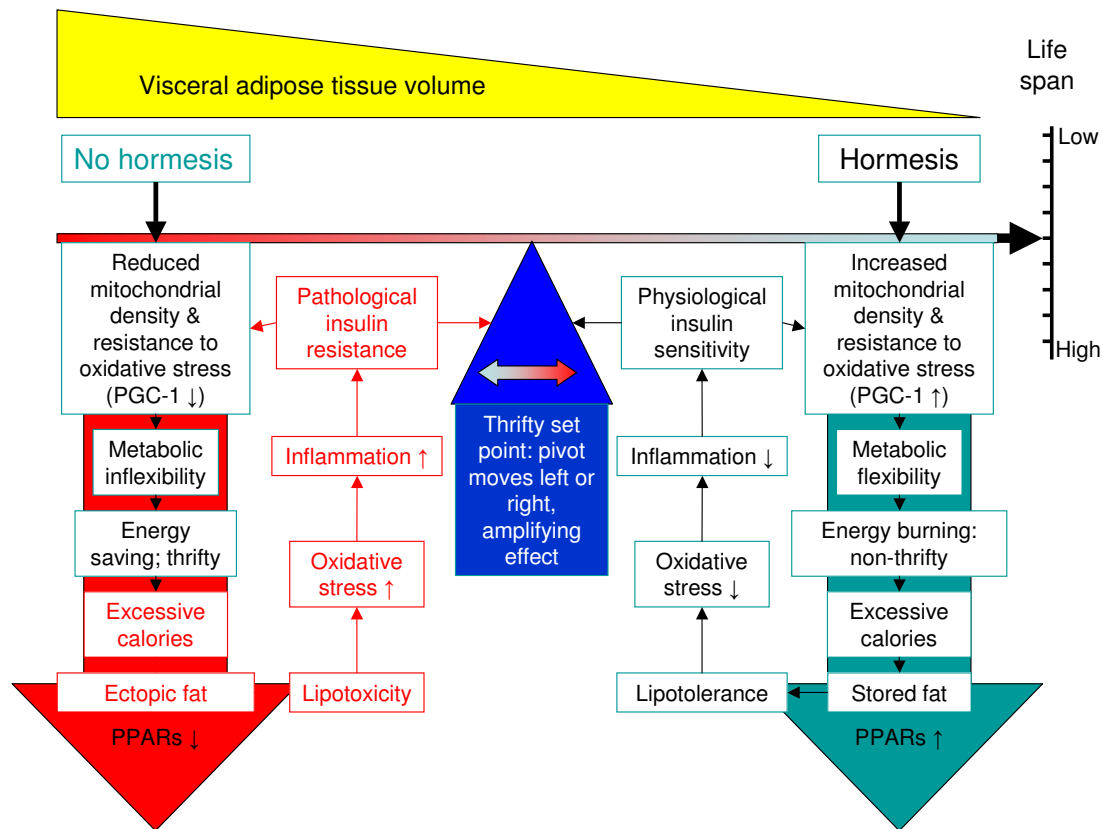 Visceral adipose tissue volume
Life
span
Low
High
No hormesis
Hormesis
Reduced
mitochondrial
density &
resistance to
oxidative stress
(PGC-1 ↓)
Metabolic
inflexibility
Energy
saving; thrifty
Excessive
calories
Ectopic fat
PPARs ↓
Pathological
insulin
resistance
Inflammation ↑
Oxidative
stress ↑
Lipotoxicity
Thrifty set
point: pivot
moves left or
right,
amplifying
effect
Physiological
insulin
sensitivity
Inflammation ↓
Oxidative
stress ↓
Lipotolerance
Increased
mitochondrial
density &
resistance to
oxidative stress
(PGC-1 ↑)
Metabolic
flexibility
Energy burning:
non-thrifty
Excessive
calories
Stored fat
PPARs ↑